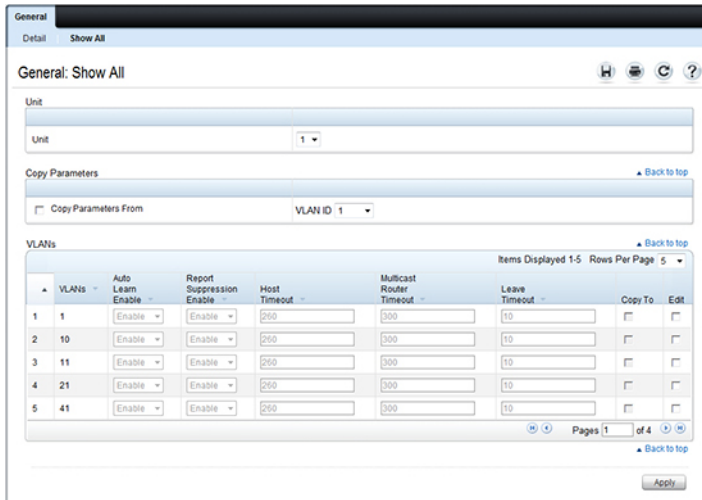 General
Detail Show All
General: Show All
?
Unit
Unit 1
Copy Parameters ▲ Back to top
Copy Parameters From VLAN ID 1
VLANs ▲ Back to top
Items Displayed 1-5 Rows Per Page 5
VLANs Auto Learn Enable Report Suppression Enable Host Timeout Multicast Router Timeout Leave Timeout Copy To Edit
1 1 Enable Enable 260 300 10
2 10 Enable Enable 260 300 10
3 11 Enable Enable 260 300 10
4 21 Enable Enable 260 300 10
5 41 Enable Enable 260 300 10
Pages 1 of 4
▲ Back to top
Apply